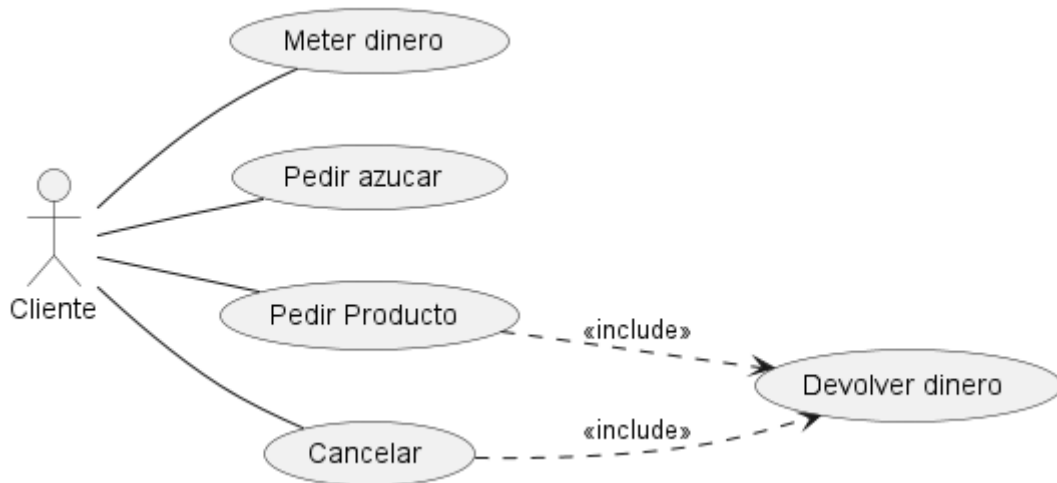 Meter dinero
Pedir azucar
Cliente
Pedir Producto
«include»
Devolver dinero
«include»
Cancelar